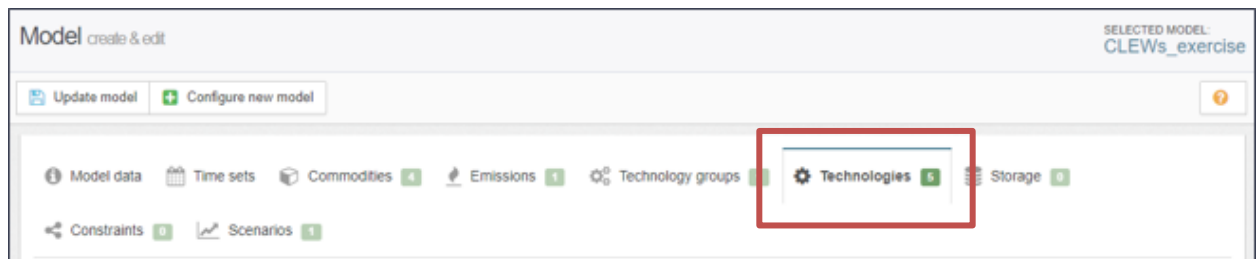 Model create & edit
SELECTED MODEL:
CLEWs_exercise
Update model Configure new model
Model data Time sets Commodities 4 Emissions 1 Technology groups Technologies 5 Storage 0
Constraints 0 Scenarios 1